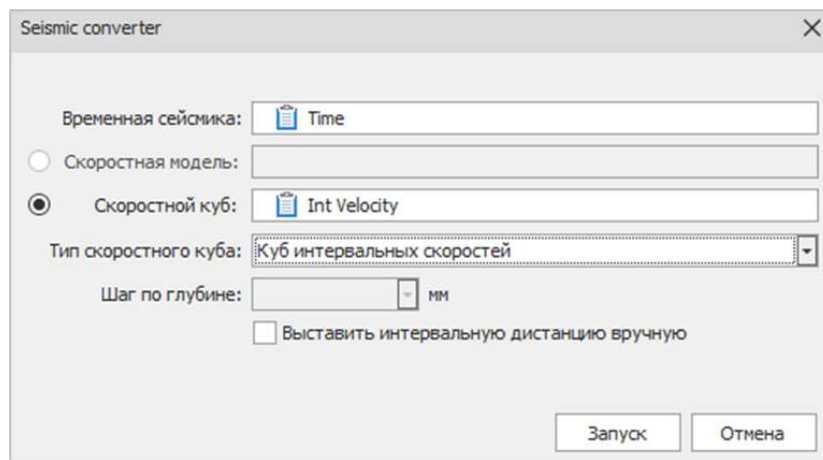 Seismic converter
Временная сейсмика: Time
Скоростная модель:
Скоростной куб: Int Velocity
Тип скоростного куба: Куб интервальных скоростей
Шаг по глубине: мм
Выставить интервальную дистанцию вручную
Запуск Отмена